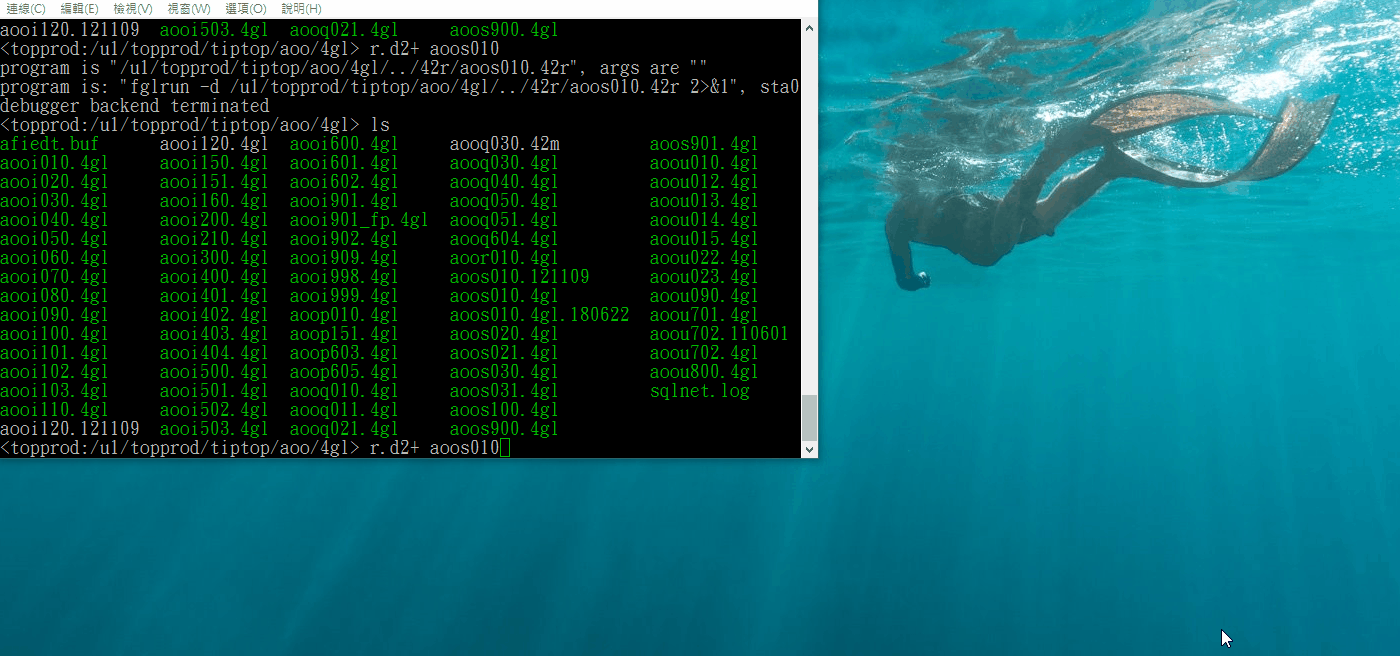 連線(C) 編輯(E) 檢視(V) 視窗(W) 選項(O) 說明(H)
aooi120.121109 aooi503.4gl aooq021.4gl aoos900.4gl
<topprod:/u1/topprod/tiptop/aoo/4gl> r.d2+ aoos010
program is "/u1/topprod/tiptop/aoo/4gl/../42r/aoos010.42r", args are ""
program is: "fglrun -d /u1/topprod/tiptop/aoo/4gl/../42r/aoos010.42r 2>&1", sta0
debugger backend terminated
<topprod:/u1/topprod/tiptop/aoo/4gl> ls
afiedt.buf aooi120.4gl aooi600.4gl aooq030.42m aoos901.4gl
aooi010.4gl aooi150.4gl aooi601.4gl aooq030.4gl aoou010.4gl
aooi020.4gl aooi151.4gl aooi602.4gl aooq040.4gl aoou012.4gl
aooi030.4gl aooi160.4gl aooi901.4gl aooq050.4gl aoou013.4gl
aooi040.4gl aooi200.4gl aooi901_fp.4gl aooq051.4gl aoou014.4gl
aooi050.4gl aooi210.4gl aooi902.4gl aooq604.4gl aoou015.4gl
aooi060.4gl aooi300.4gl aooi909.4gl aoor010.4gl aoou022.4gl
aooi070.4gl aooi400.4gl aooi998.4gl aoos010.121109 aoou023.4gl
aooi080.4gl aooi401.4gl aooi999.4gl aoos010.4gl aoou090.4gl
aooi090.4gl aooi402.4gl aoop010.4gl aoos010.4gl.180622 aoou701.4gl
aooi100.4gl aooi403.4gl aoop151.4gl aoos020.4gl aoou702.110601
aooi101.4gl aooi404.4gl aoop603.4gl aoos021.4gl aoou702.4gl
aooi102.4gl aooi500.4gl aoop605.4gl aoos030.4gl aoou800.4gl
aooi103.4gl aooi501.4gl aooq010.4gl aoos031.4gl sqlnet.log
aooi110.4gl aooi502.4gl aooq011.4gl aoos100.4gl
aooi120.121109 aooi503.4gl aooq021.4gl aoos900.4gl
<topprod:/u1/topprod/tiptop/aoo/4gl> r.d2+ aoos010